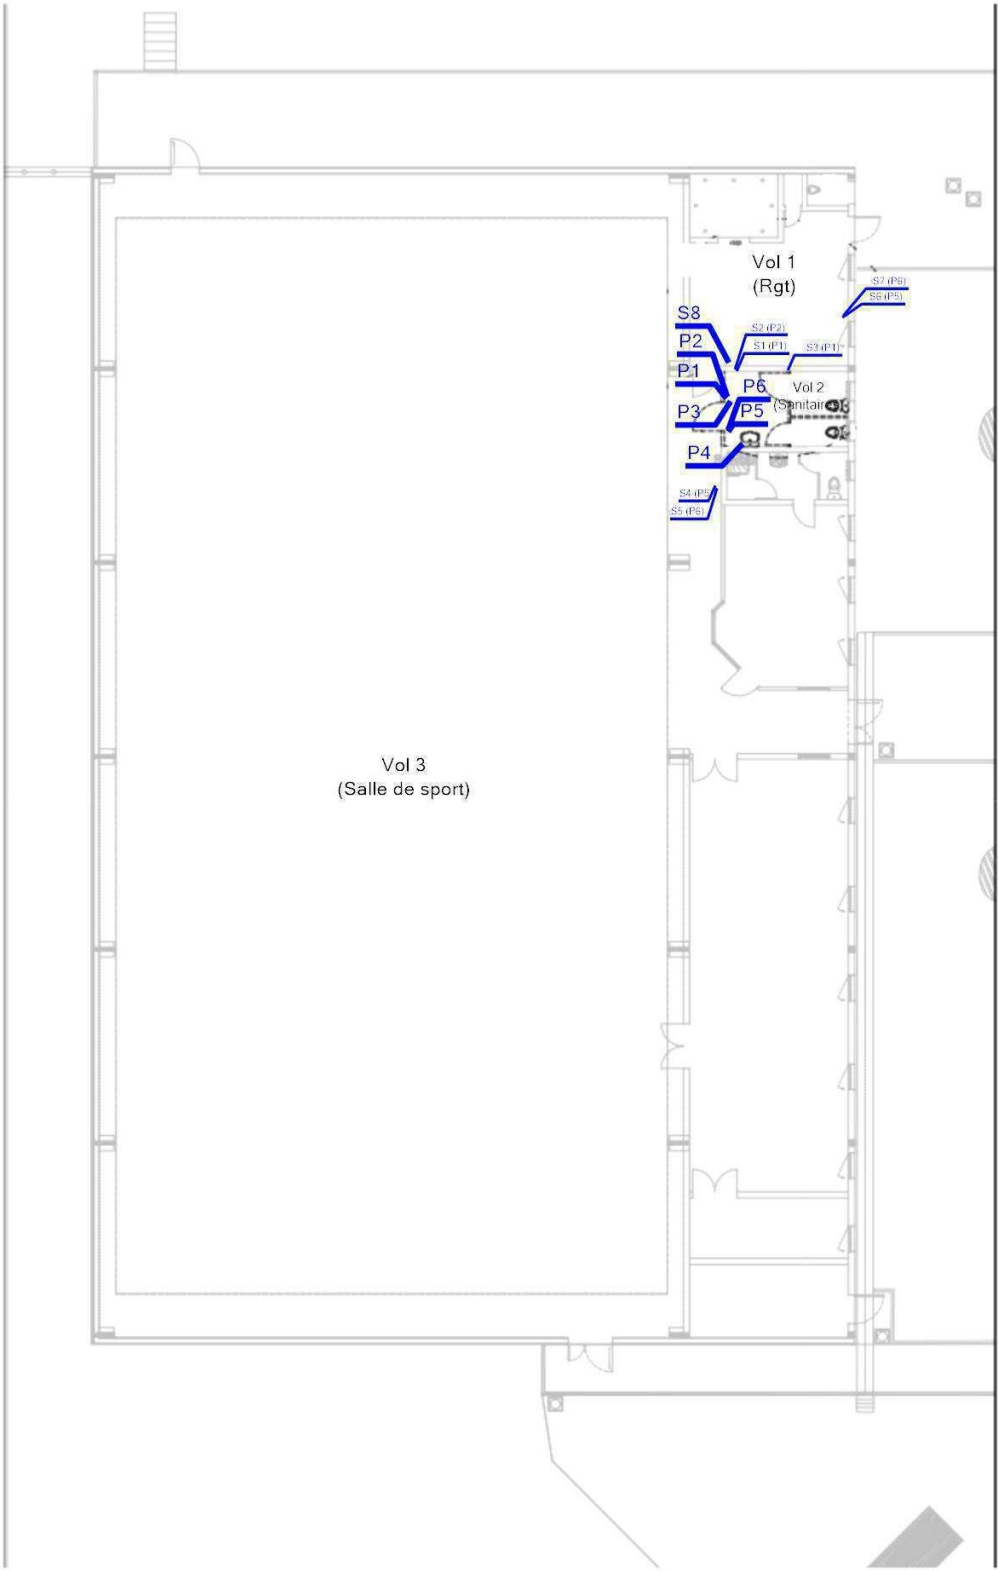 Vol 1
(Rgt)
S7 (P6)
S6 (P5)
S8
S2 (P2)
P2
S1 (P1)
S3 (P1)
P1
P6
Vol 2
(Sanitaire
P3
P5
P4
S4 (P5
S5 (P6)
Vol 3
(Salle de sport)